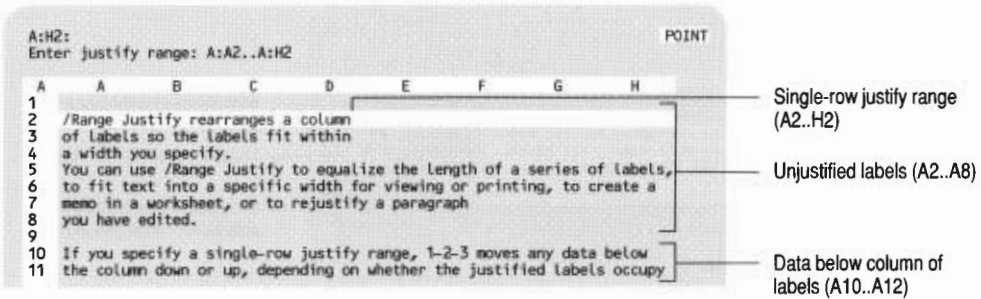 A:H2: POINT
Enter justify range: A:A2..A:H2
A A B C D E F G H
1
2 /Range Justify rearranges a column
3 of labels so the labels fit within
4 a width you specify.
5 You can use /Range Justify to equalize the length of a series of labels,
6 to fit text into a specific width for viewing or printing, to create a
7 memo in a worksheet, or to rejustify a paragraph
8 you have edited.
9
10 If you specify a single-row justify range, 1-2-3 moves any data below
11 the column down or up, depending on whether the justified labels occupy
Single-row justify range
(A2..H2)
Unjustified labels (A2..A8)
Data below column of
labels (A10..A12)